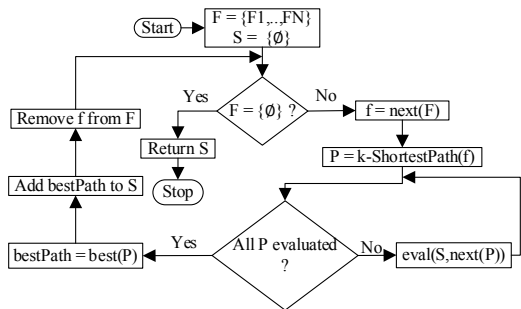 Start
F = {F1,..,FN}
S = {Ø}
Yes
F = {Ø} ?
No
f = next(F)
Remove f from F
Return S
P = k-ShortestPath(f)
Stop
Add bestPath to S
bestPath = best(P)
Yes
All P evaluated
?
No
eval(S,next(P))